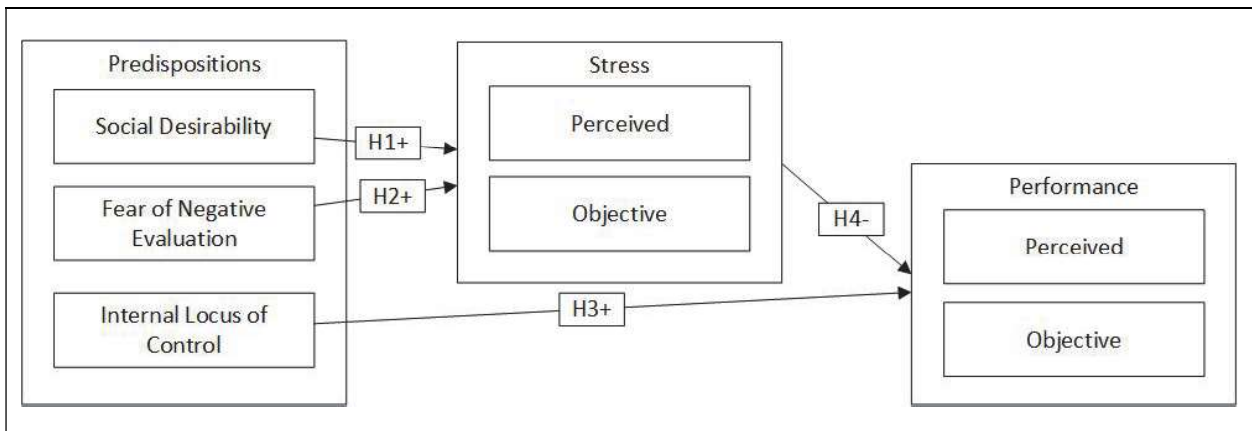 Predispositions
Social Desirability
Fear of Negative
Evaluation
Internal Locus of
Control
H1+
H2+
H3+
Stress
Perceived
Objective
H4-
Performance
Perceived
Objective